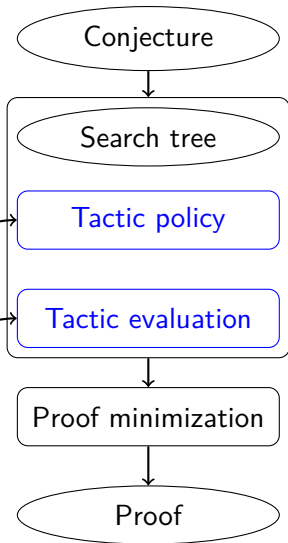 Conjecture
Search tree
Tactic policy
Tactic evaluation
Proof minimization
Proof